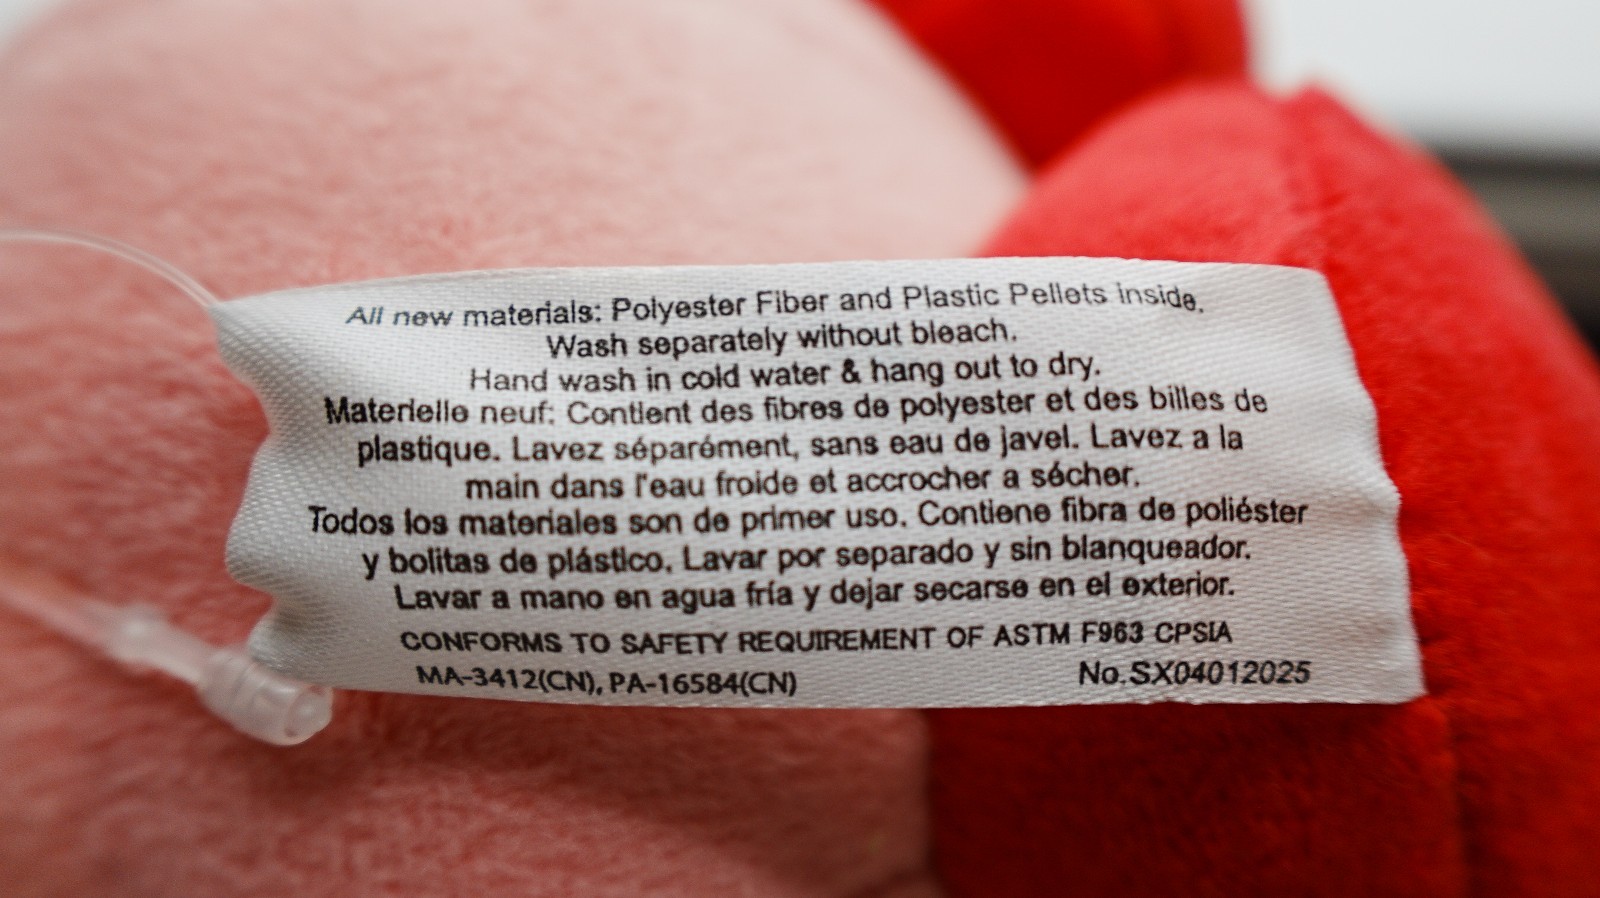 All new materials: Polyester Fiber and Plastic Pellets inside.
Wash separately without bleach.
Hand wash in cold water & hang out to dry.
Materielle neuf: Contient des fibres de polyester et des billes de
plastique. Lavez séparément, sans eau de javel. Lavez a la
main dans l'eau froide et accrocher a sécher.
Todos los materiales son de primer uso. Contiene fibra de poliéster
y bolitas de plástico. Lavar por separado y sin blanqueador.
Lavar a mano en agua fría y dejar secarse en el exterior.
CONFORMS TO SAFETY REQUIREMENT OF ASTM F963 CPSIA
MA-3412(CN), PA-16584(CN) No.SX04012025